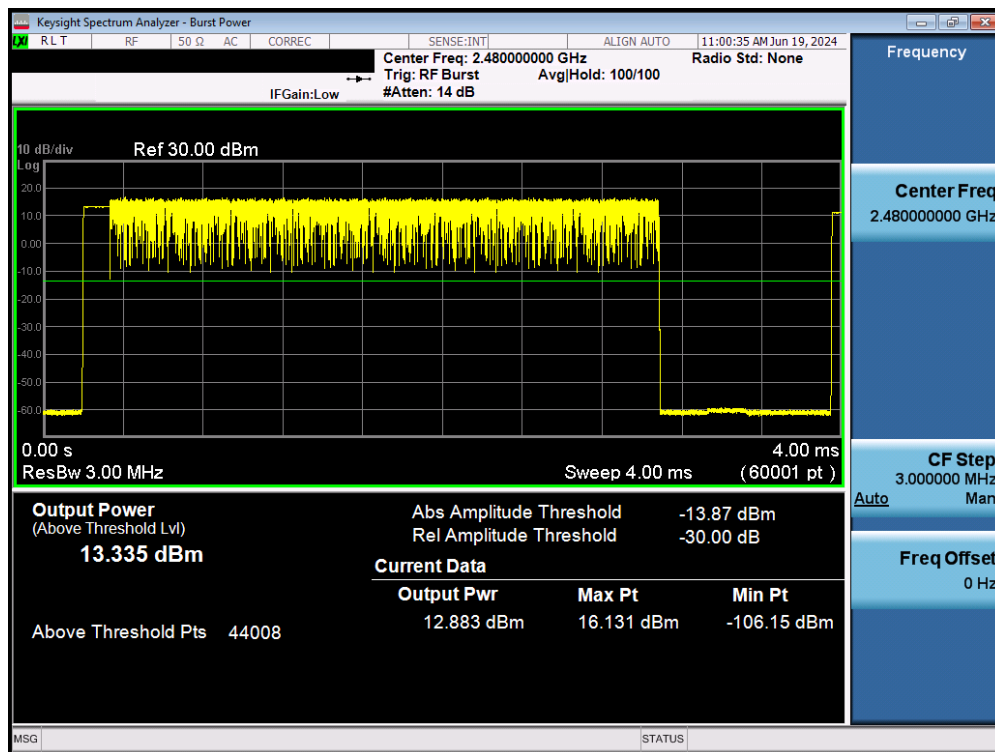 Keysight Spectrum Analyzer - Burst Power
LXI RLT RF 50 Ω AC CORREC SENSE:INT ALIGN AUTO 11:00:35 AM Jun 19, 2024
Center Freq: 2.480000000 GHz Radio Std: None
Trig: RF Burst Avg|Hold: 100/100
IFGain:Low #Atten: 14 dB
10 dB/div Ref 30.00 dBm
Log
20.0
10.0
0.00
-10.0
-20.0
-30.0
-40.0
-50.0
-60.0
0.00 s 4.00 ms
ResBw 3.00 MHz Sweep 4.00 ms (60001 pt)
Output Power
(Above Threshold Lvl)
13.335 dBm
Above Threshold Pts 44008
Abs Amplitude Threshold -13.87 dBm
Rel Amplitude Threshold -30.00 dB
Current Data
Output Pwr Max Pt Min Pt
12.883 dBm 16.131 dBm -106.15 dBm
MSG STATUS
Frequency
Center Freq
2.480000000 GHz
CF Step
3.000000 MHz
Auto Man
Freq Offset
0 Hz